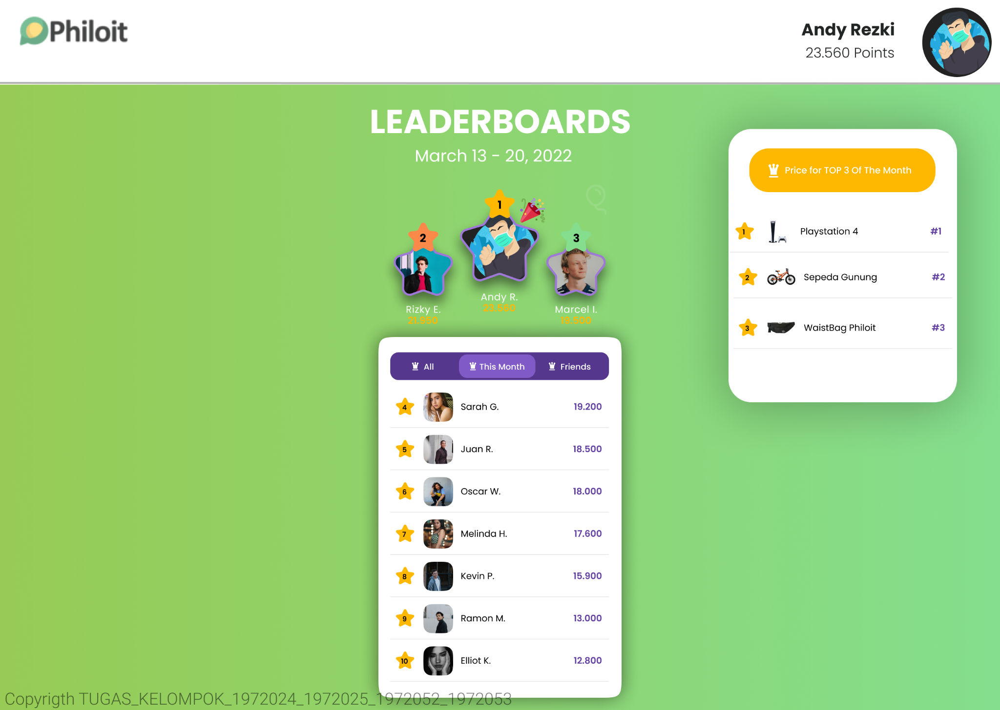 Philoit
Andy Rezki
23.560 Points
LEADERBOARDS
March 13 - 20, 2022
1
2
3
Andy R.
23.560
Rizky E.
21.950
Marcel I.
19.500
All
This Month
Friends
4 Sarah G. 19.200
5 Juan R. 18.500
6 Oscar W. 18.000
7 Melinda H. 17.600
8 Kevin P. 15.900
9 Ramon M. 13.000
10 Elliot K. 12.800
Price for TOP 3 Of The Month
1 Playstation 4 #1
2 Sepeda Gunung #2
3 WaistBag Philoit #3
Copyrigth TUGAS_KELOMPOK_1972024_1972025_1972052_1972053